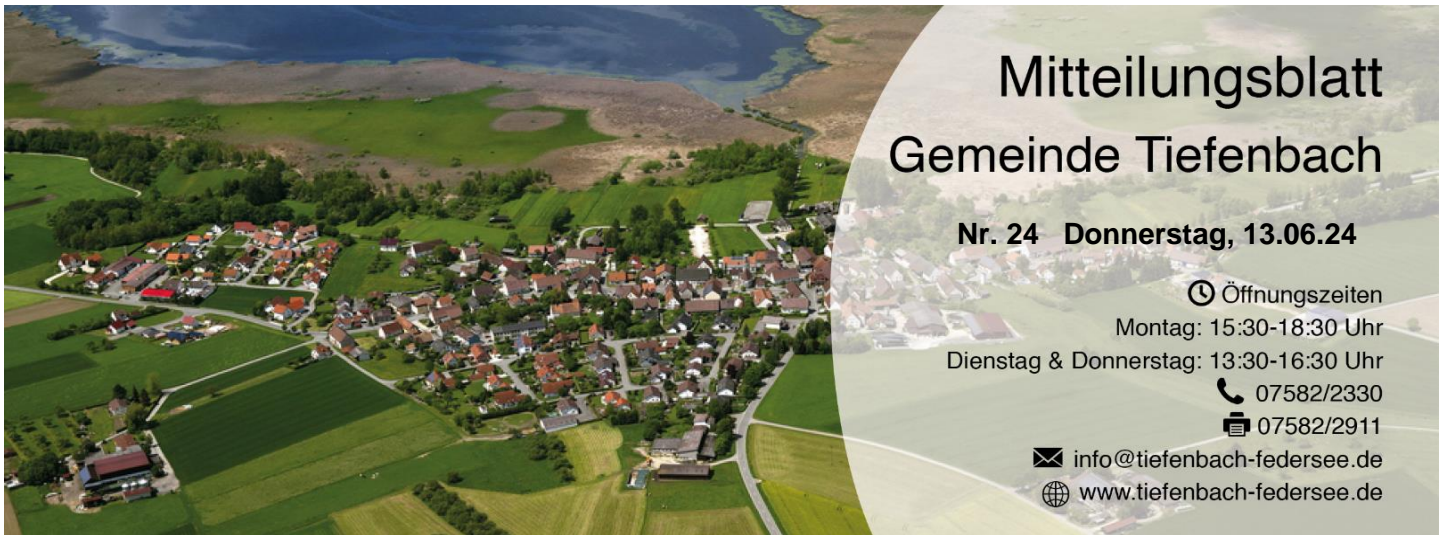 Mitteilungsblatt
Gemeinde Tiefenbach
Nr. 24 Donnerstag, 13.06.24
Öffnungszeiten
Montag: 15:30-18:30 Uhr
Dienstag & Donnerstag: 13:30-16:30 Uhr
07582/2330
07582/2911
info@tiefenbach-federsee.de
www.tiefenbach-federsee.de